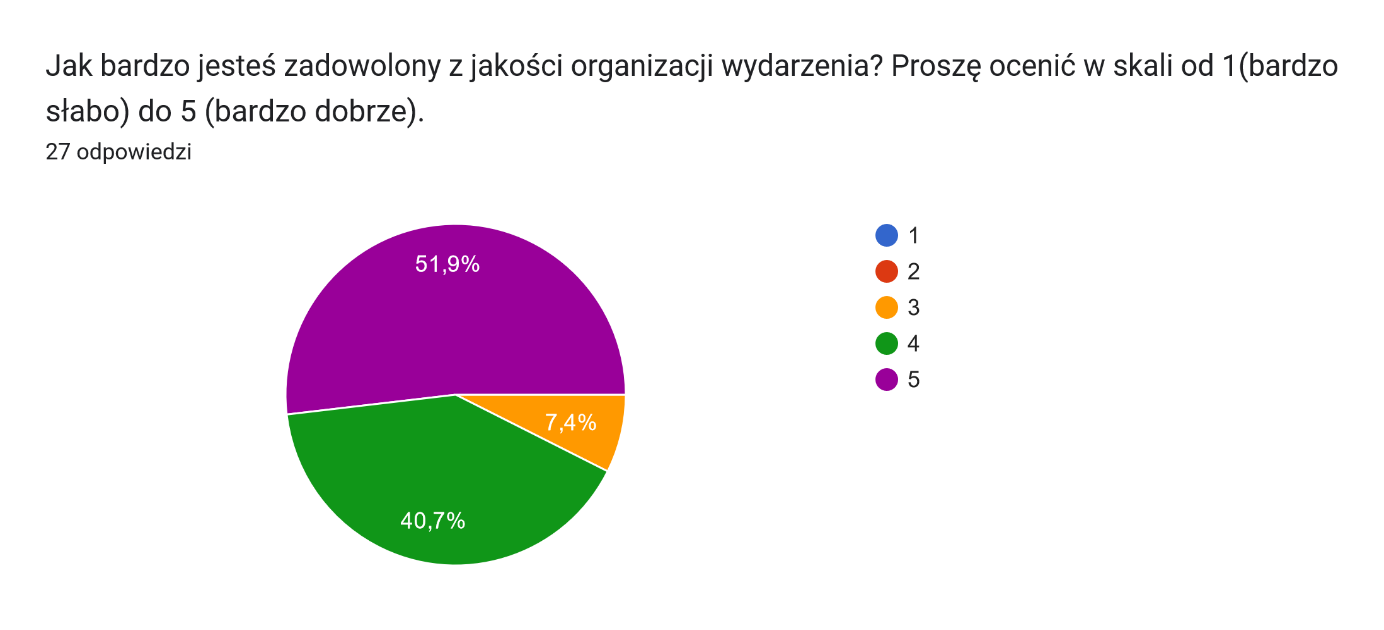 Jak bardzo jesteś zadowolony z jakości organizacji wydarzenia? Proszę ocenić w skali od 1(bardzo
słabo) do 5 (bardzo dobrze).
27 odpowiedzi
51,9%
7,4%
40,7%
1
2
3
4
5